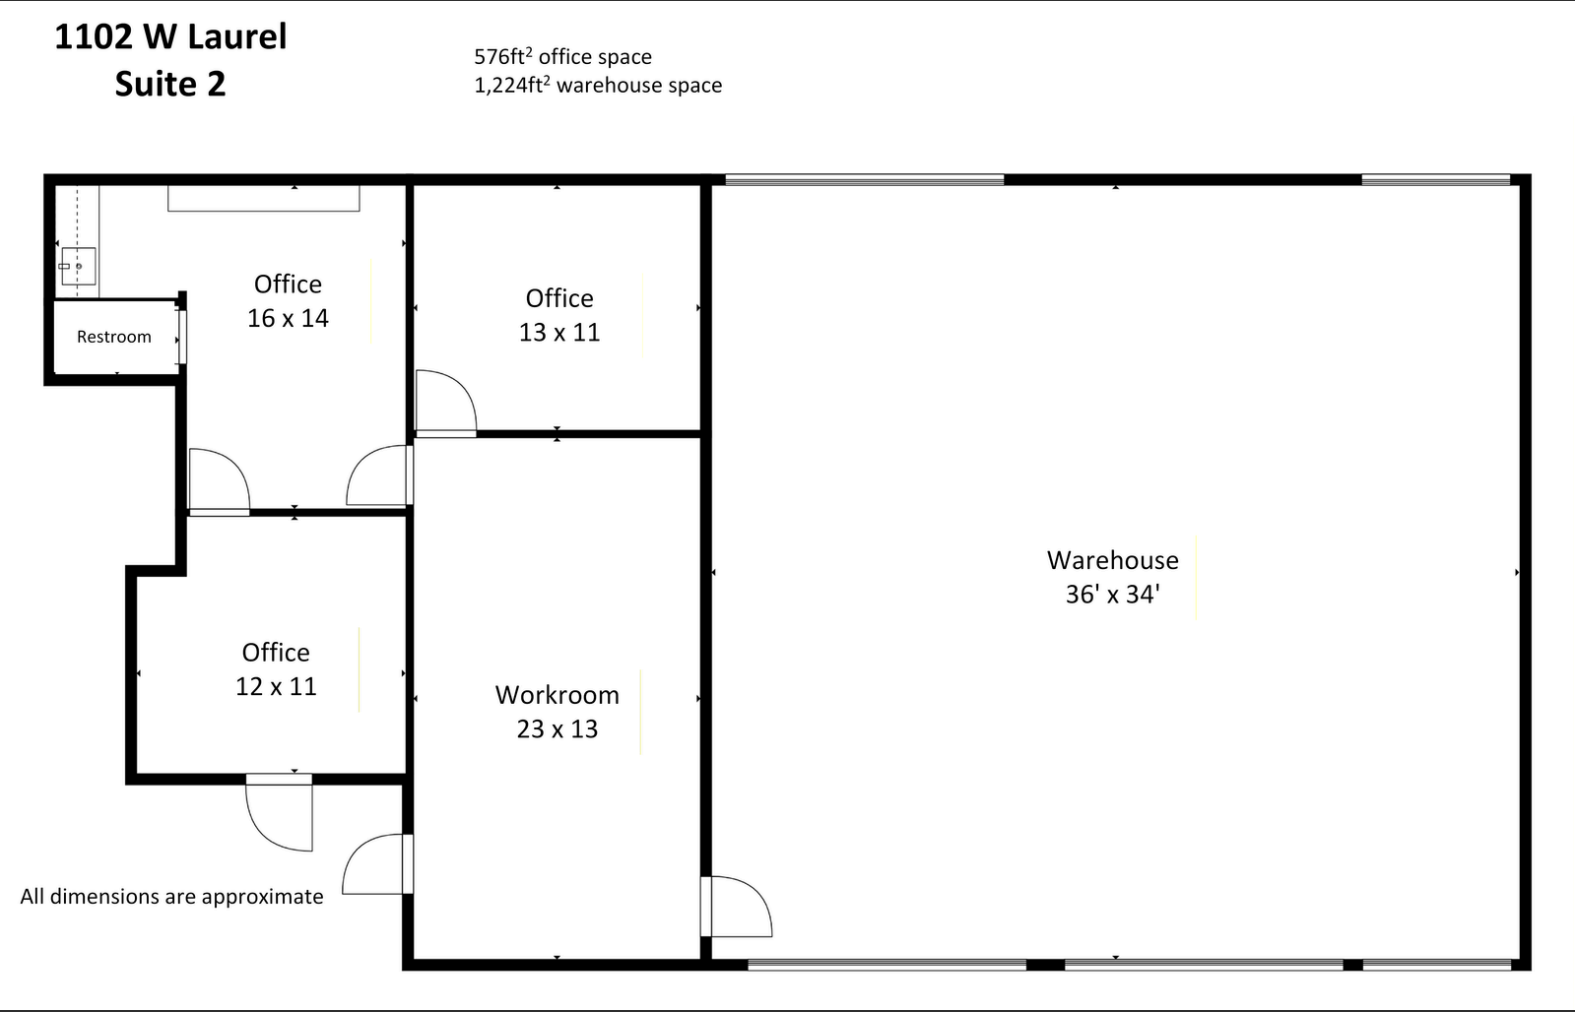 1102 W Laurel
Suite 2
576ft² office space
1,224ft² warehouse space
Office
16 x 14
Office
13 x 11
Restroom
Warehouse
36' x 34'
Office
12 x 11
Workroom
23 x 13
All dimensions are approximate